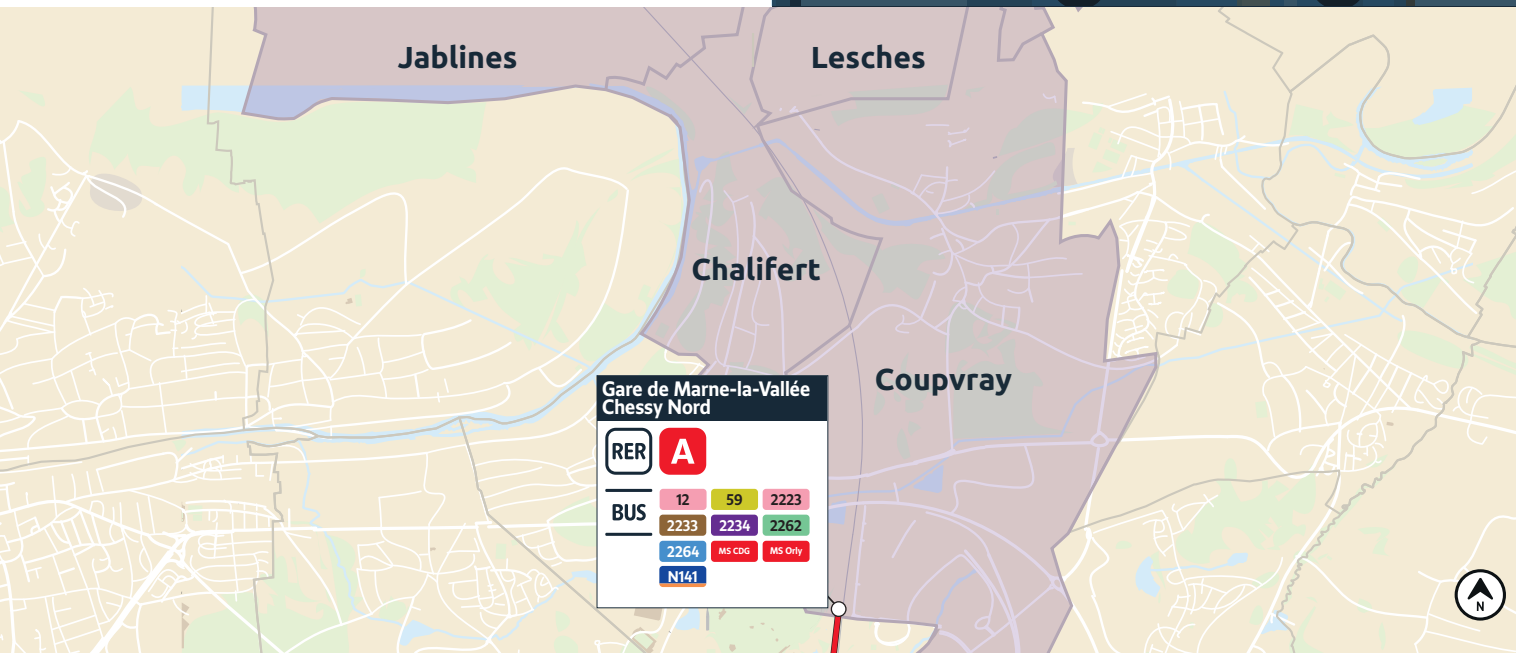 Jablines
Lesches
Chalifert
Coupvray
Gare de Marne-la-Vallée
Chessy Nord
RER A
BUS
12 59 2223
2233 2234 2262
2264 MS CDG MS Orly
N141
N